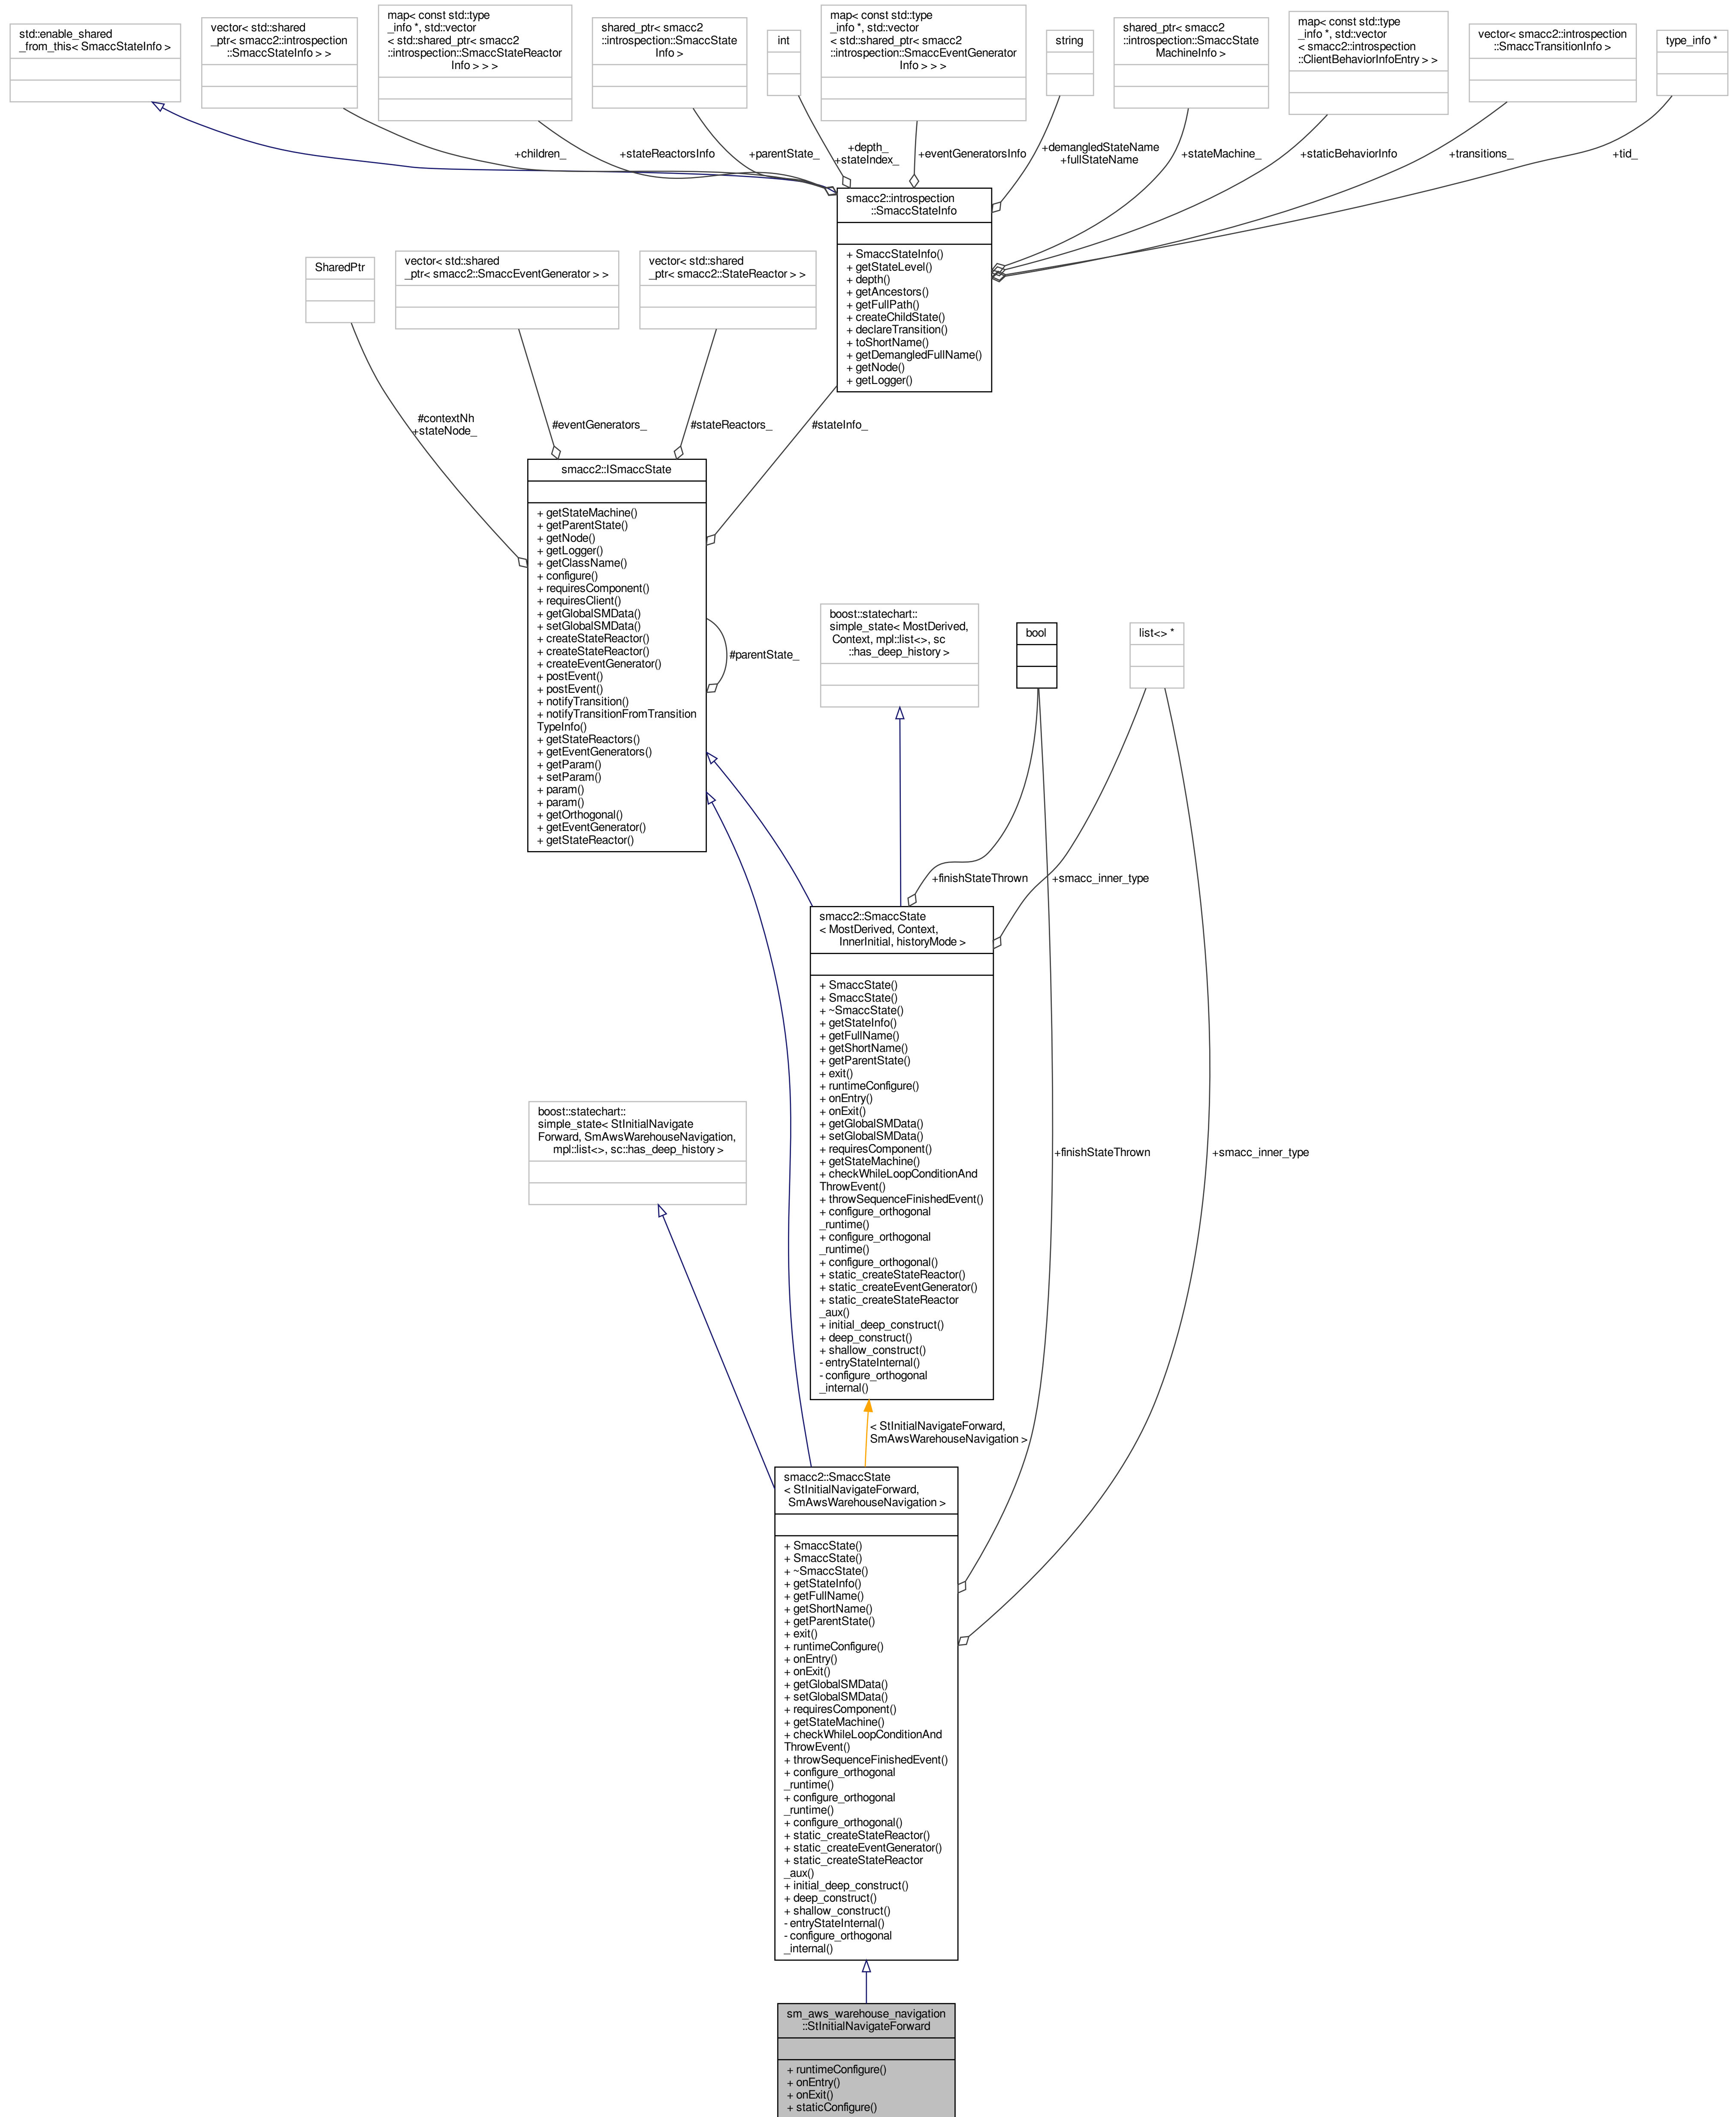 std::enable_shared
_from_this< SmaccStateInfo >
vector< std::shared
_ptr< smacc2::introspection
::SmaccStateInfo > >
map< const std::type
_info *, std::vector
< std::shared_ptr< smacc2
::introspection::SmaccStateReactor
Info > > >
shared_ptr< smacc2
::introspection::SmaccState
Info >
int
map< const std::type
_info *, std::vector
< std::shared_ptr< smacc2
::introspection::SmaccEventGenerator
Info > > >
string
shared_ptr< smacc2
::introspection::SmaccState
MachineInfo >
map< const std::type
_info *, std::vector
< smacc2::introspection
::ClientBehaviorInfoEntry > >
vector< smacc2::introspection
::SmaccTransitionInfo >
type_info *
+children_
+stateReactorsInfo
+parentState_
+depth_
+stateIndex_
+eventGeneratorsInfo
+demangledStateName
+fullStateName
+stateMachine_
+staticBehaviorInfo
+transitions_
+tid_
smacc2::introspection
::SmaccStateInfo
+ SmaccStateInfo()
+ getStateLevel()
+ depth()
+ getAncestors()
+ getFullPath()
+ createChildState()
+ declareTransition()
+ toShortName()
+ getDemangledFullName()
+ getNode()
+ getLogger()
SharedPtr
vector< std::shared
_ptr< smacc2::SmaccEventGenerator > >
vector< std::shared
_ptr< smacc2::StateReactor > >
#contextNh
+stateNode_
#eventGenerators_
#stateReactors_
#stateInfo_
smacc2::ISmaccState
+ getStateMachine()
+ getParentState()
+ getNode()
+ getLogger()
+ getClassName()
+ configure()
+ requiresComponent()
+ requiresClient()
+ getGlobalSMData()
+ setGlobalSMData()
+ createStateReactor()
+ createStateReactor()
+ createEventGenerator()
+ postEvent()
+ postEvent()
+ notifyTransition()
+ notifyTransitionFromTransition
TypeInfo()
+ getStateReactors()
+ getEventGenerators()
+ getParam()
+ setParam()
+ param()
+ param()
+ getOrthogonal()
+ getEventGenerator()
+ getStateReactor()
#parentState_
boost::statechart::
simple_state< MostDerived,
Context, mpl::list<>, sc
::has_deep_history >
bool
list<> *
+finishStateThrown
+smacc_inner_type
smacc2::SmaccState
< MostDerived, Context,
InnerInitial, historyMode >
+ SmaccState()
+ SmaccState()
+ ~SmaccState()
+ getStateInfo()
+ getFullName()
+ getShortName()
+ getParentState()
+ exit()
+ runtimeConfigure()
+ onEntry()
+ onExit()
+ getGlobalSMData()
+ setGlobalSMData()
+ requiresComponent()
+ getStateMachine()
+ checkWhileLoopConditionAnd
ThrowEvent()
+ throwSequenceFinishedEvent()
+ configure_orthogonal
_runtime()
+ configure_orthogonal
_runtime()
+ configure_orthogonal()
+ static_createStateReactor()
+ static_createEventGenerator()
+ static_createStateReactor
_aux()
+ initial_deep_construct()
+ deep_construct()
+ shallow_construct()
- entryStateInternal()
- configure_orthogonal
_internal()
boost::statechart::
simple_state< StInitialNavigate
Forward, SmAwsWarehouseNavigation,
mpl::list<>, sc::has_deep_history >
+finishStateThrown
+smacc_inner_type
< StInitialNavigateForward,
SmAwsWarehouseNavigation >
smacc2::SmaccState
< StInitialNavigateForward,
SmAwsWarehouseNavigation >
+ SmaccState()
+ SmaccState()
+ ~SmaccState()
+ getStateInfo()
+ getFullName()
+ getShortName()
+ getParentState()
+ exit()
+ runtimeConfigure()
+ onEntry()
+ onExit()
+ getGlobalSMData()
+ setGlobalSMData()
+ requiresComponent()
+ getStateMachine()
+ checkWhileLoopConditionAnd
ThrowEvent()
+ throwSequenceFinishedEvent()
+ configure_orthogonal
_runtime()
+ configure_orthogonal
_runtime()
+ configure_orthogonal()
+ static_createStateReactor()
+ static_createEventGenerator()
+ static_createStateReactor
_aux()
+ initial_deep_construct()
+ deep_construct()
+ shallow_construct()
- entryStateInternal()
- configure_orthogonal
_internal()
sm_aws_warehouse_navigation
::StInitialNavigateForward
+ runtimeConfigure()
+ onEntry()
+ onExit()
+ staticConfigure()